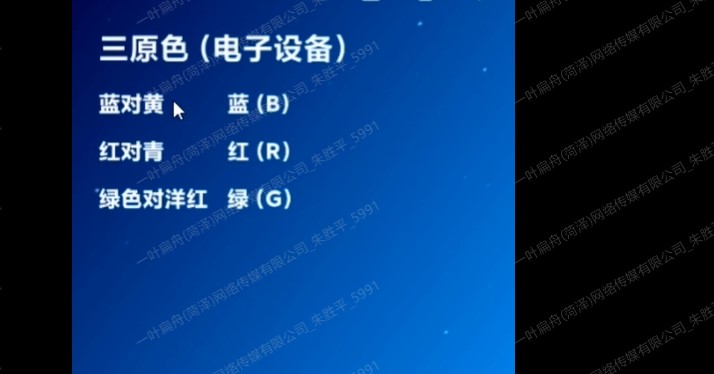 三原色（电子设备）
蓝对黄 蓝（B）
红对青 红（R）
绿色对洋红 绿（G）
一叶扁舟(菏泽)网络传媒有限公司_朱胜平_5991